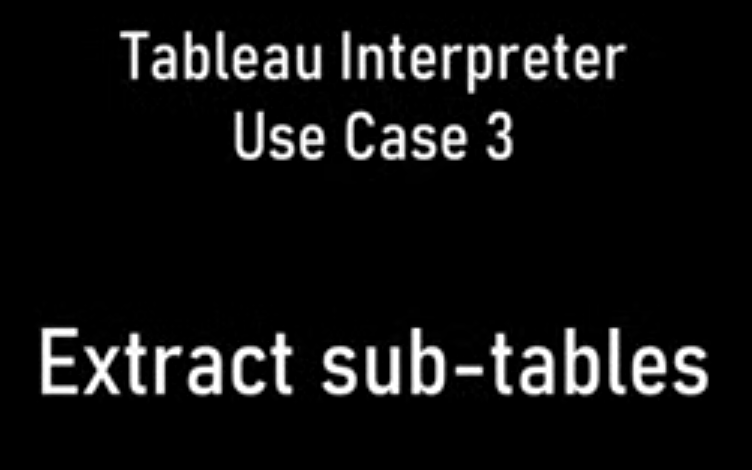 Tableau Interpreter
Use Case 3
Extract sub-tables